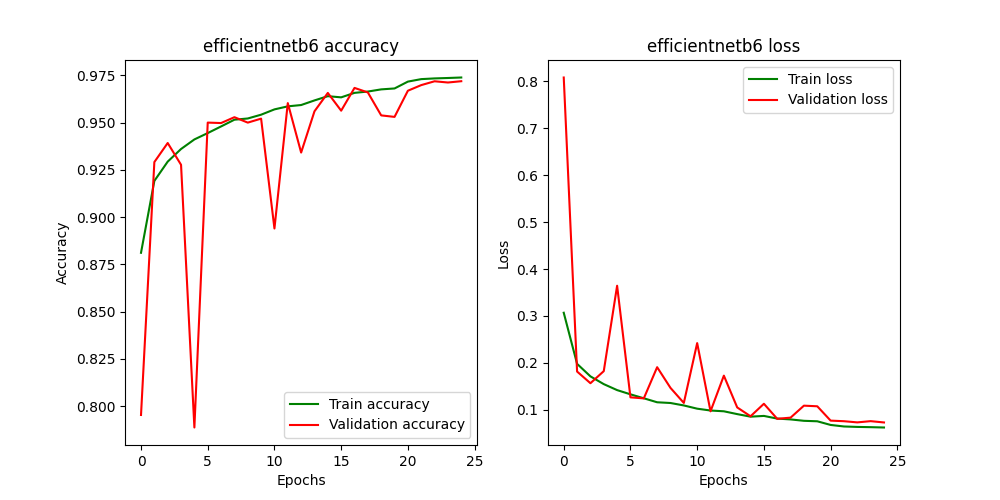 efficientnetb6 accuracy
Accuracy
0.975
0.950
0.925
0.900
0.875
0.850
0.825
0.800
Train accuracy
Validation accuracy
0 5 10 15 20 25
Epochs
efficientnetb6 loss
Loss
0.8
0.7
0.6
0.5
0.4
0.3
0.2
0.1
Train loss
Validation loss
0 5 10 15 20 25
Epochs